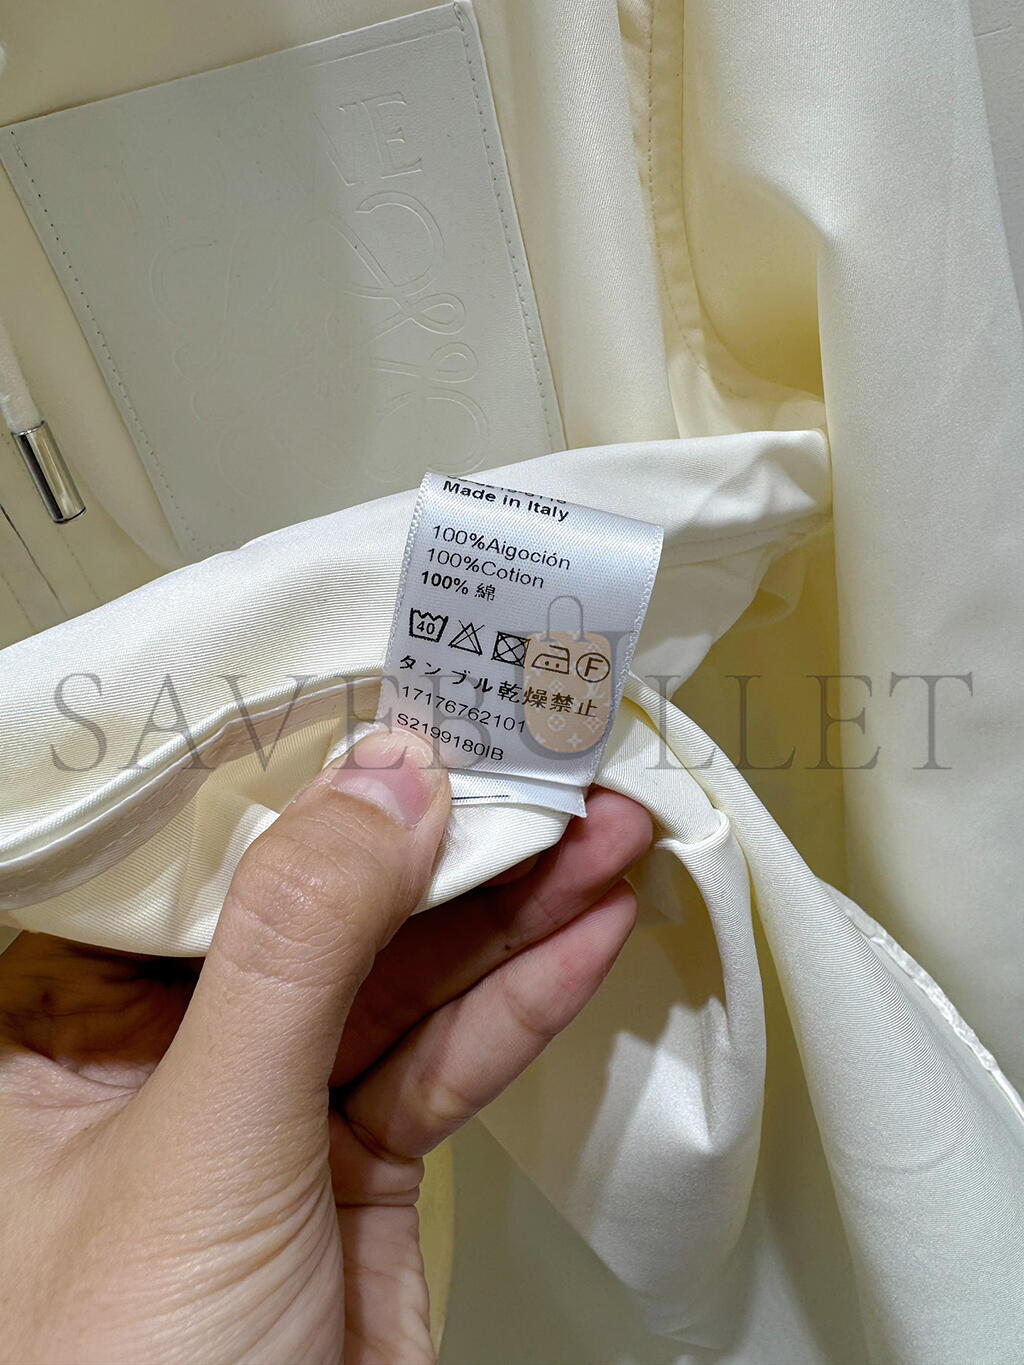 Made in Italy
100%Aigoción
100%Cotion
100% 綿
40
F
タンブル乾燥禁止
17176762101
S2199180IB
SAVEBULLET